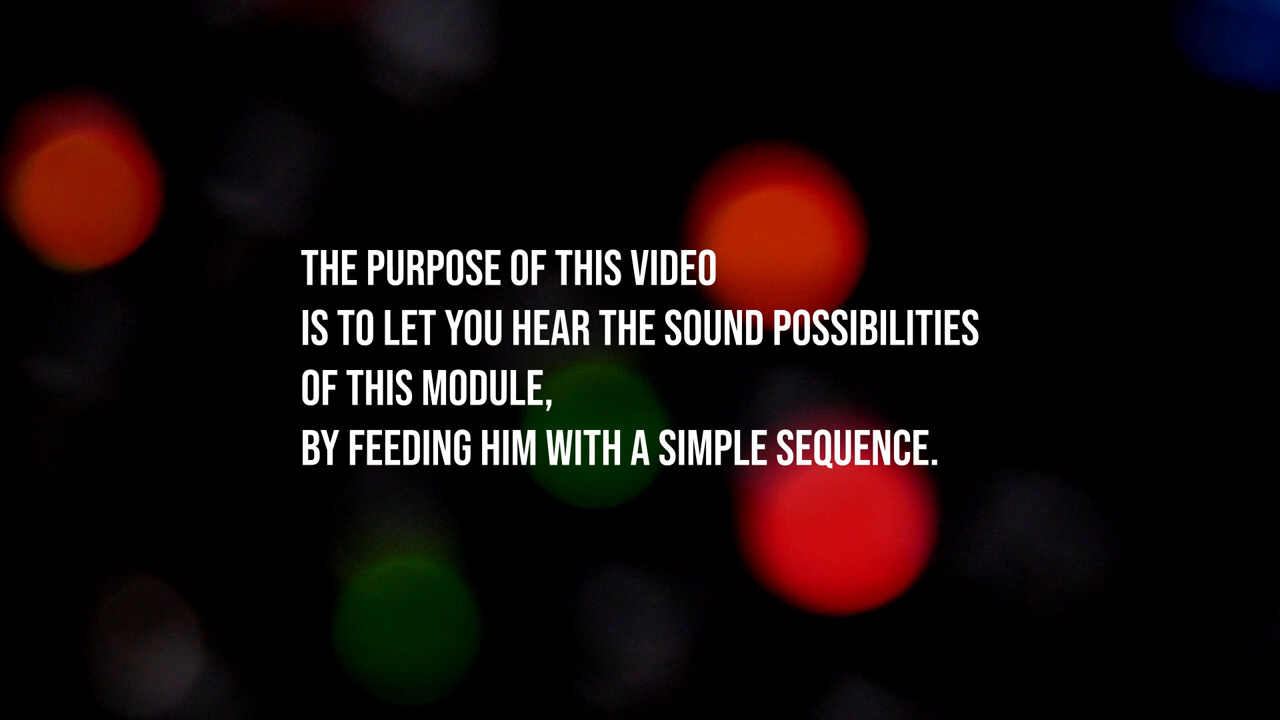 THE PURPOSE OF THIS VIDEO
IS TO LET YOU HEAR THE SOUND POSSIBILITIES
OF THIS MODULE,
BY FEEDING HIM WITH A SIMPLE SEQUENCE.